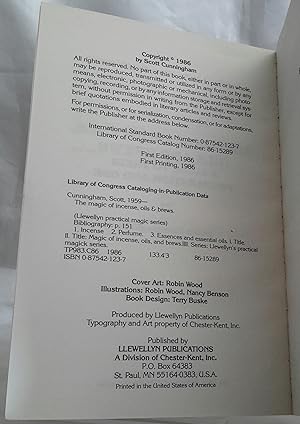 Copyright © 1986
by Scott Cunningham
All rights reserved. No part of this book, either in part or in whole,
may be reproduced, transmitted or utilized in any form or by any
means, electronic, photographic or mechanical, including photo-
copying, recording, or by any information storage and retrieval sys-
tem, without permission in writing from the Publisher, except for
brief quotations embodied in literary articles and reviews.
For permissions, or for serialization, condensation, or for adaptations,
write the Publisher at the address below.
International Standard Book Number: 0-87542-123-7
Library of Congress Catalog Number: 86-15289
First Edition, 1986
First Printing, 1986
Library of Congress Cataloging-in-Publication Data
Cunningham, Scott, 1959—
The magic of incense, oils & brews.
(Llewellyn practical magic series)
Bibliography: p. 151
1. Incense 2. Perfume. 3. Essences and essential oils. I. Title.
II. Title: Magic of incense, oils, and brews.III. Series: Llewellyn's practical
magick series.
TP983.C86 1986 133.4'3 86-15289
ISBN 0-87542-123-7
Cover Art: Robin Wood
Illustrations: Robin Wood, Nancy Benson
Book Design: Terry Buske
Produced by Llewellyn Publications
Typography and Art property of Chester-Kent, Inc.
Published by
LLEWELLYN PUBLICATIONS
A Division of Chester-Kent, Inc.
P.O. Box 64383
St. Paul, MN 55164-0383, U.S.A.
Printed in the United States of America